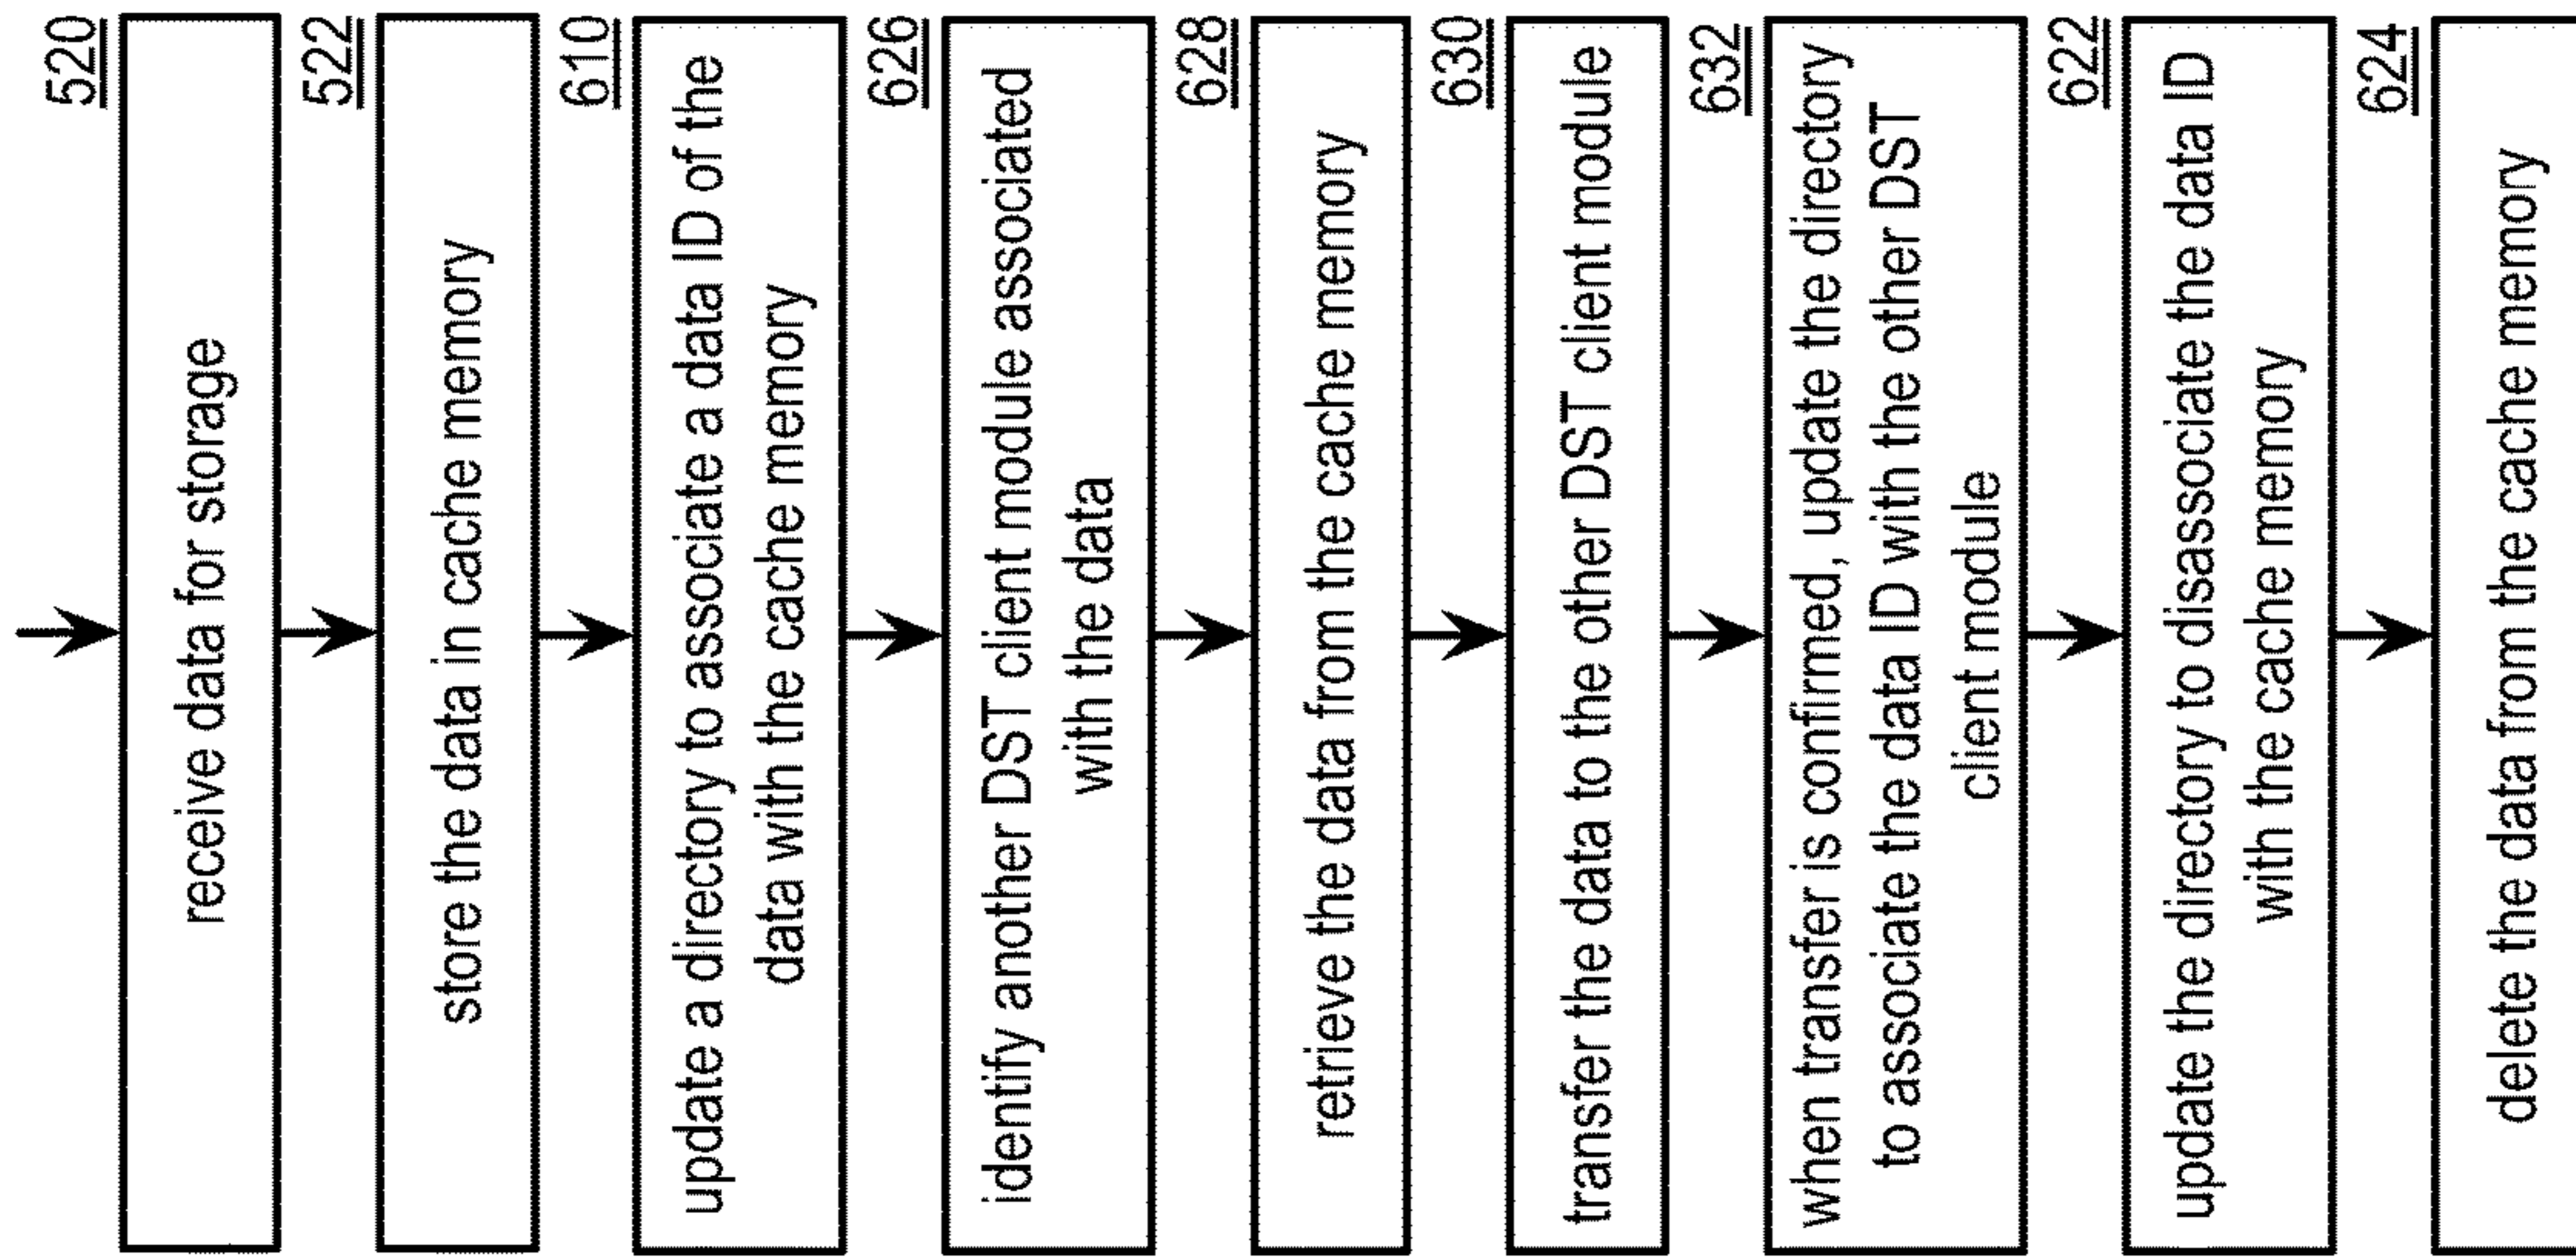 520
receive data for storage
522
store the data in cache memory
610
update a directory to associate a data ID of the
data with the cache memory
626
identify another DST client module associated
with the data
628
retrieve the data from the cache memory
630
transfer the data to the other DST client module
632
when transfer is confirmed, update the directory
to associate the data ID with the other DST
client module
622
update the directory to disassociate the data ID
with the cache memory
624
delete the data from the cache memory